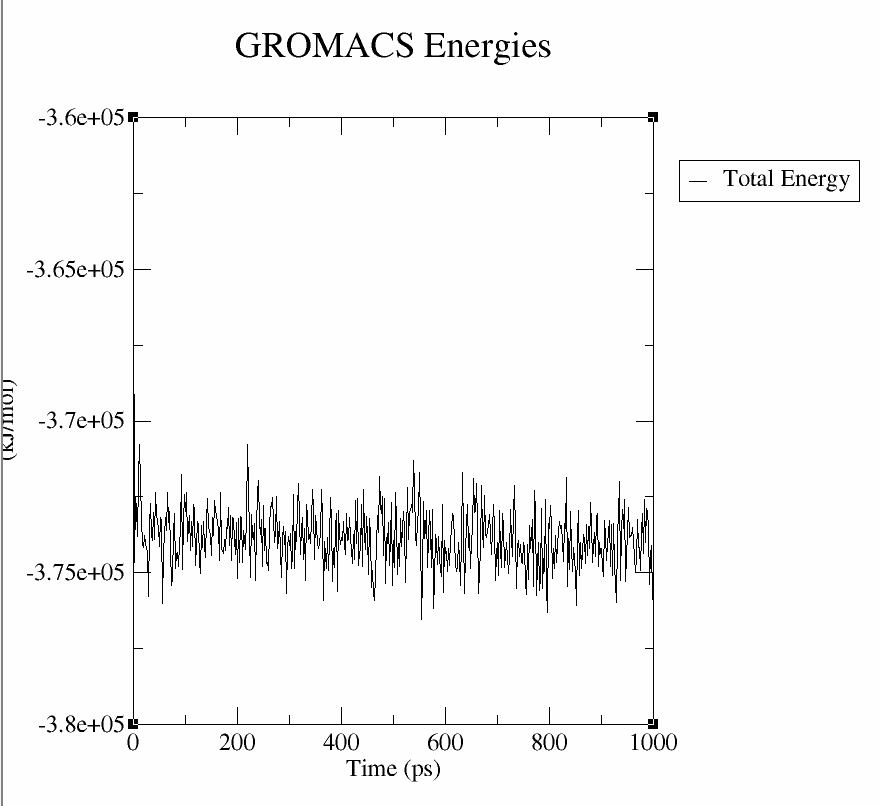 GROMACS Energies
-3.6e+05
Total Energy
-3.65e+05
-3.7e+05
(kJ/mol)
-3.75e+05
-3.8e+05
0 200 400 600 800 1000
Time (ps)